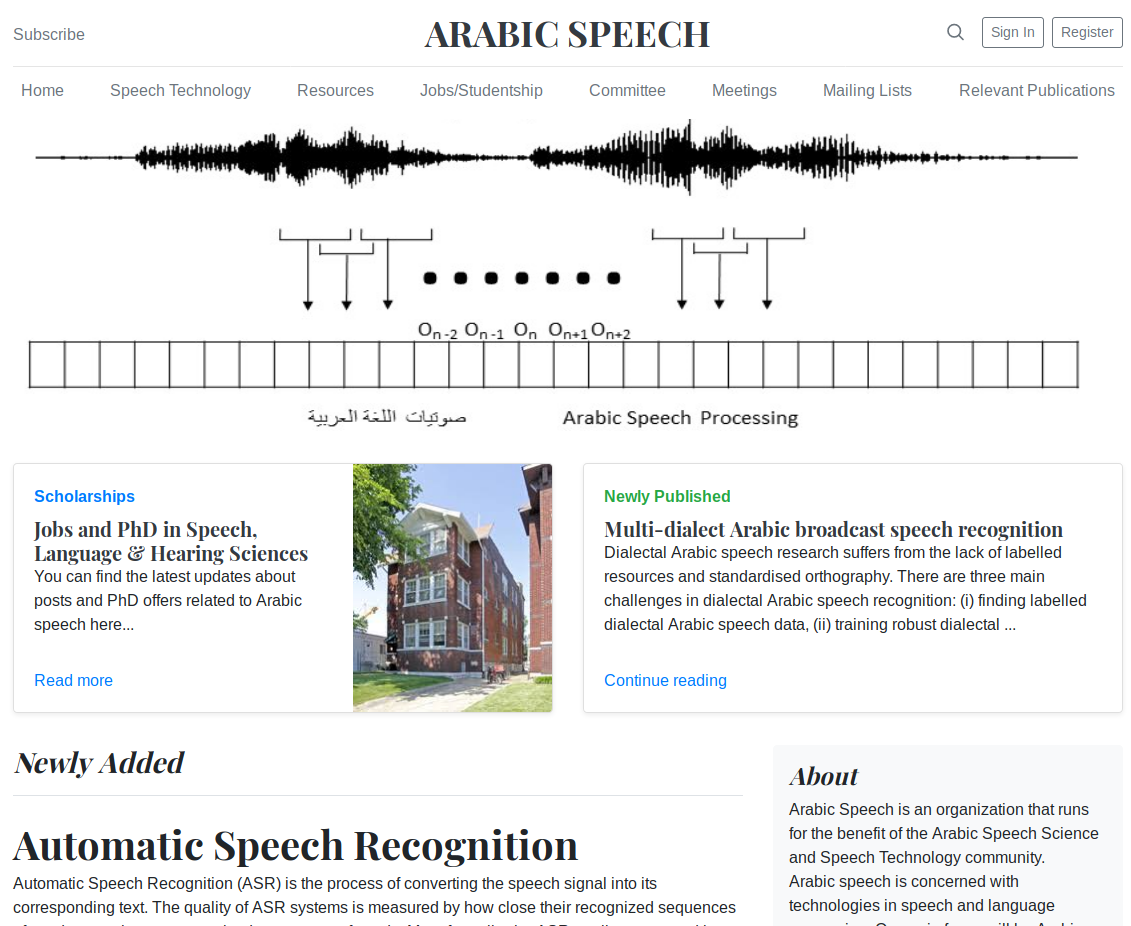 Subscribe
ARABIC SPEECH
Sign In
Register
Home
Speech Technology
Resources
Jobs/Studentship
Committee
Meetings
Mailing Lists
Relevant Publications
On-2 On-1 On On+1 On+2
صوتيات اللغة العربية
Arabic Speech Processing
Scholarships
Jobs and PhD in Speech,
Language & Hearing Sciences
You can find the latest updates about
posts and PhD offers related to Arabic
speech here...
Read more
Newly Published
Multi-dialect Arabic broadcast speech recognition
Dialectal Arabic speech research suffers from the lack of labelled
resources and standardised orthography. There are three main
challenges in dialectal Arabic speech recognition: (i) finding labelled
dialectal Arabic speech data, (ii) training robust dialectal ...
Continue reading
Newly Added
Automatic Speech Recognition
Automatic Speech Recognition (ASR) is the process of converting the speech signal into its
corresponding text. The quality of ASR systems is measured by how close their recognized sequences
About
Arabic Speech is an organization that runs
for the benefit of the Arabic Speech Science
and Speech Technology community.
Arabic speech is concerned with
technologies in speech and language